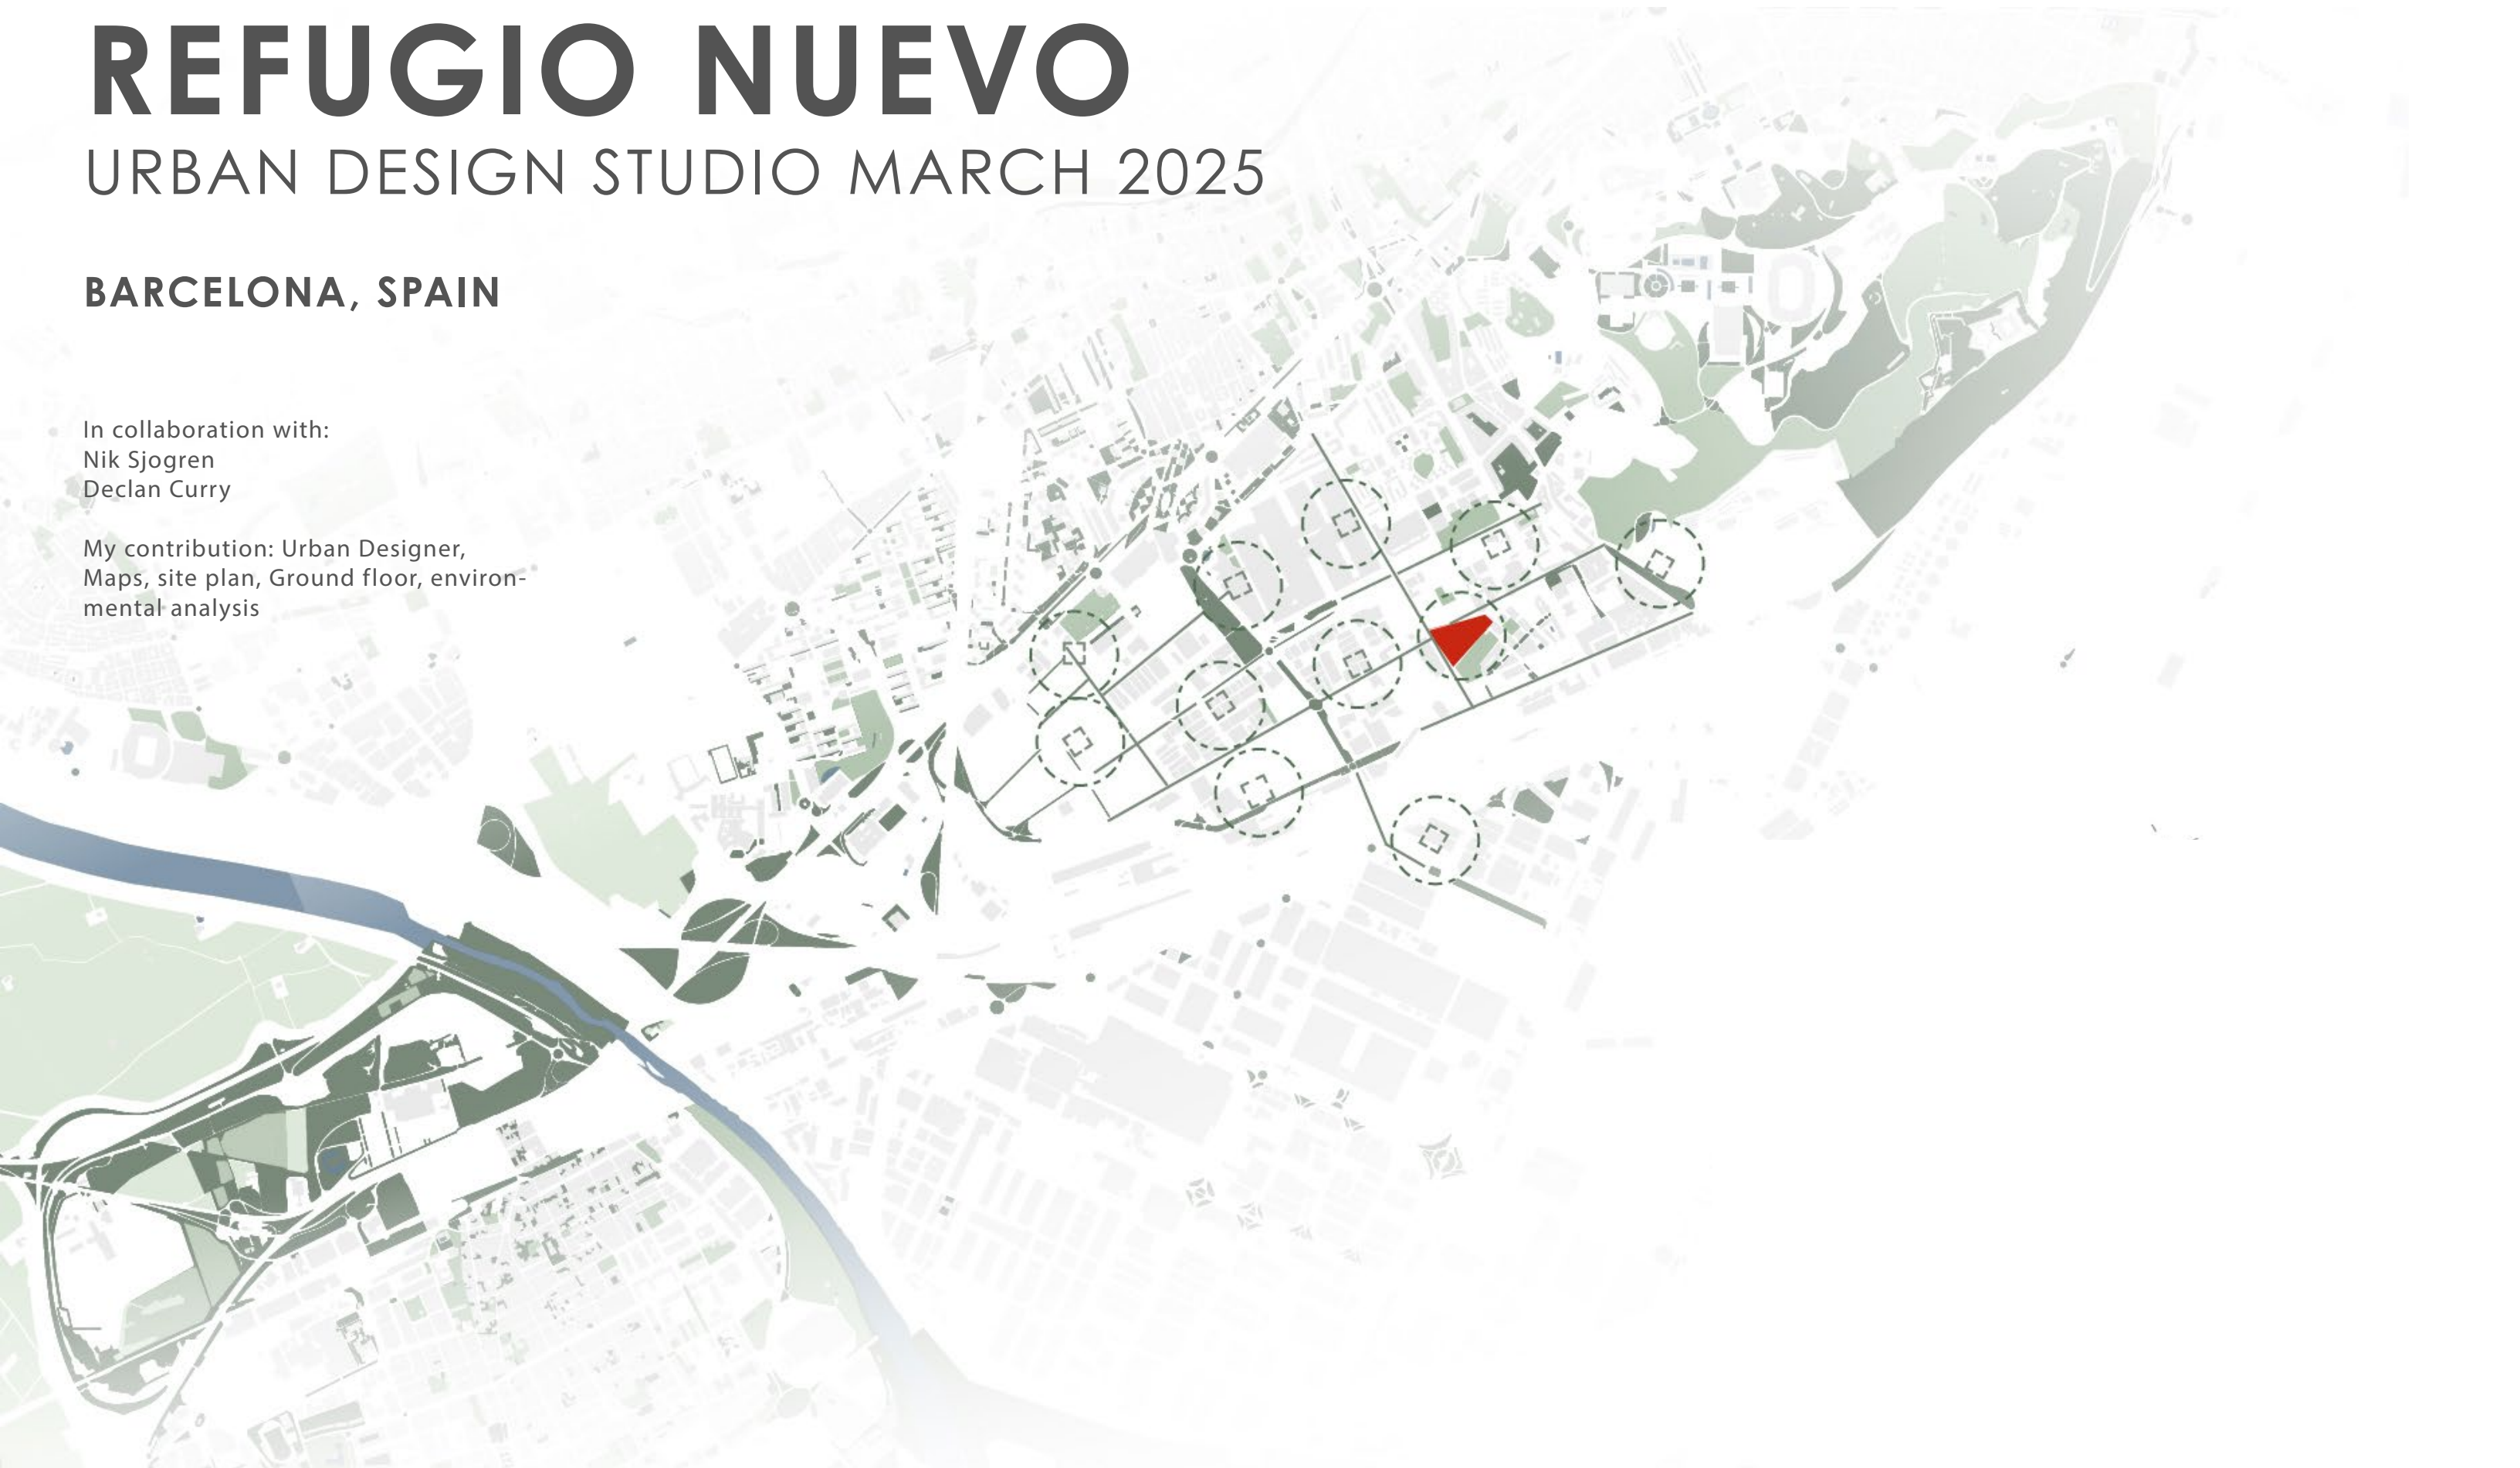 REFUGIO NUEVO
URBAN DESIGN STUDIO MARCH 2025
BARCELONA, SPAIN
In collaboration with:
Nik Sjogren
Declan Curry
My contribution: Urban Designer,
Maps, site plan, Ground floor, environ-
mental analysis